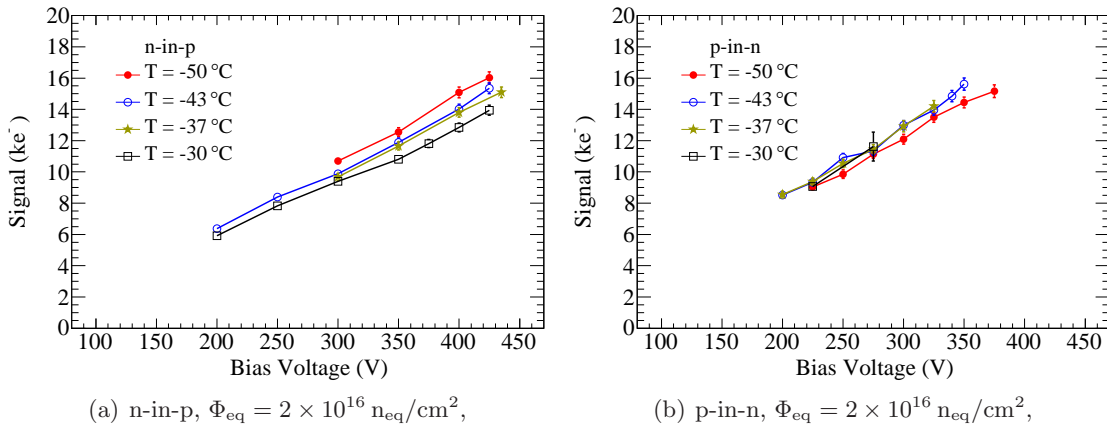 Signal (ke⁻)
20
18
16
14
12
10
8
6
4
2
0
n-in-p
T = -50 °C
T = -43 °C
T = -37 °C
T = -30 °C
100 150 200 250 300 350 400 450
Bias Voltage (V)
(a) n-in-p, Φeq = 2 × 10¹⁶ neq/cm²,
Signal (ke⁻)
20
18
16
14
12
10
8
6
4
2
0
p-in-n
T = -50 °C
T = -43 °C
T = -37 °C
T = -30 °C
100 150 200 250 300 350 400 450
Bias Voltage (V)
(b) p-in-n, Φeq = 2 × 10¹⁶ neq/cm²,